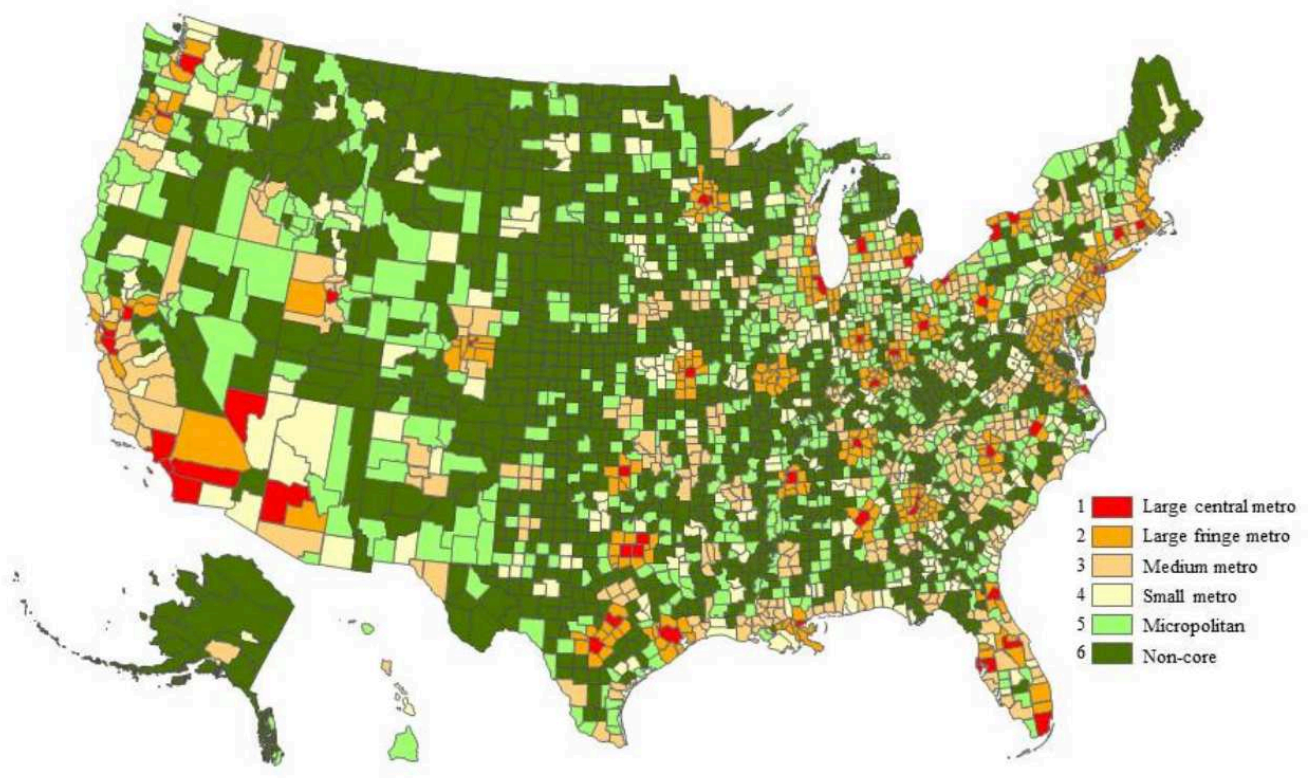 1 Large central metro
2 Large fringe metro
3 Medium metro
4 Small metro
5 Micropolitan
6 Non-core